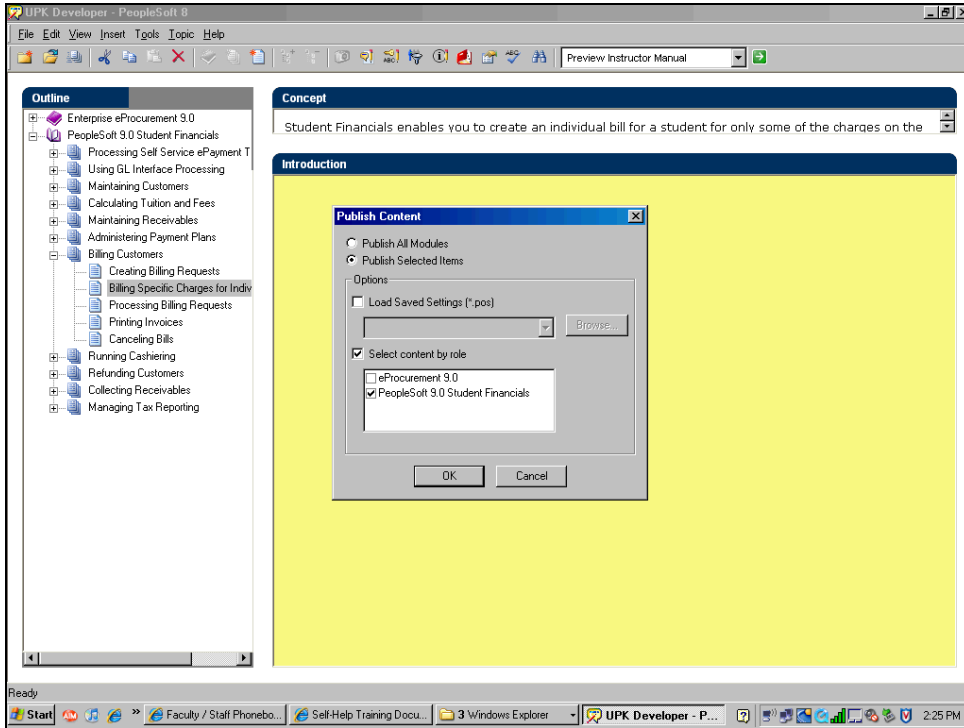 UPK Developer - PeopleSoft 8
File Edit View Insert Tools Topic Help
Preview Instructor Manual
Outline
Enterprise eProcurement 9.0
PeopleSoft 9.0 Student Financials
Processing Self Service ePayment T
Using GL Interface Processing
Maintaining Customers
Calculating Tuition and Fees
Maintaining Receivables
Administering Payment Plans
Billing Customers
Creating Billing Requests
Billing Specific Charges for Indiv
Processing Billing Requests
Printing Invoices
Canceling Bills
Running Cashiering
Refunding Customers
Collecting Receivables
Managing Tax Reporting
Concept
Student Financials enables you to create an individual bill for a student for only some of the charges on the
Introduction
Publish Content
Publish All Modules
Publish Selected Items
Options
Load Saved Settings (*.pos)
Browse...
Select content by role
eProcurement 9.0
PeopleSoft 9.0 Student Financials
OK Cancel
Ready
Start » Faculty / Staff Phonebo... Self-Help Training Docu... 3 Windows Explorer UPK Developer - P... 2:25 PM